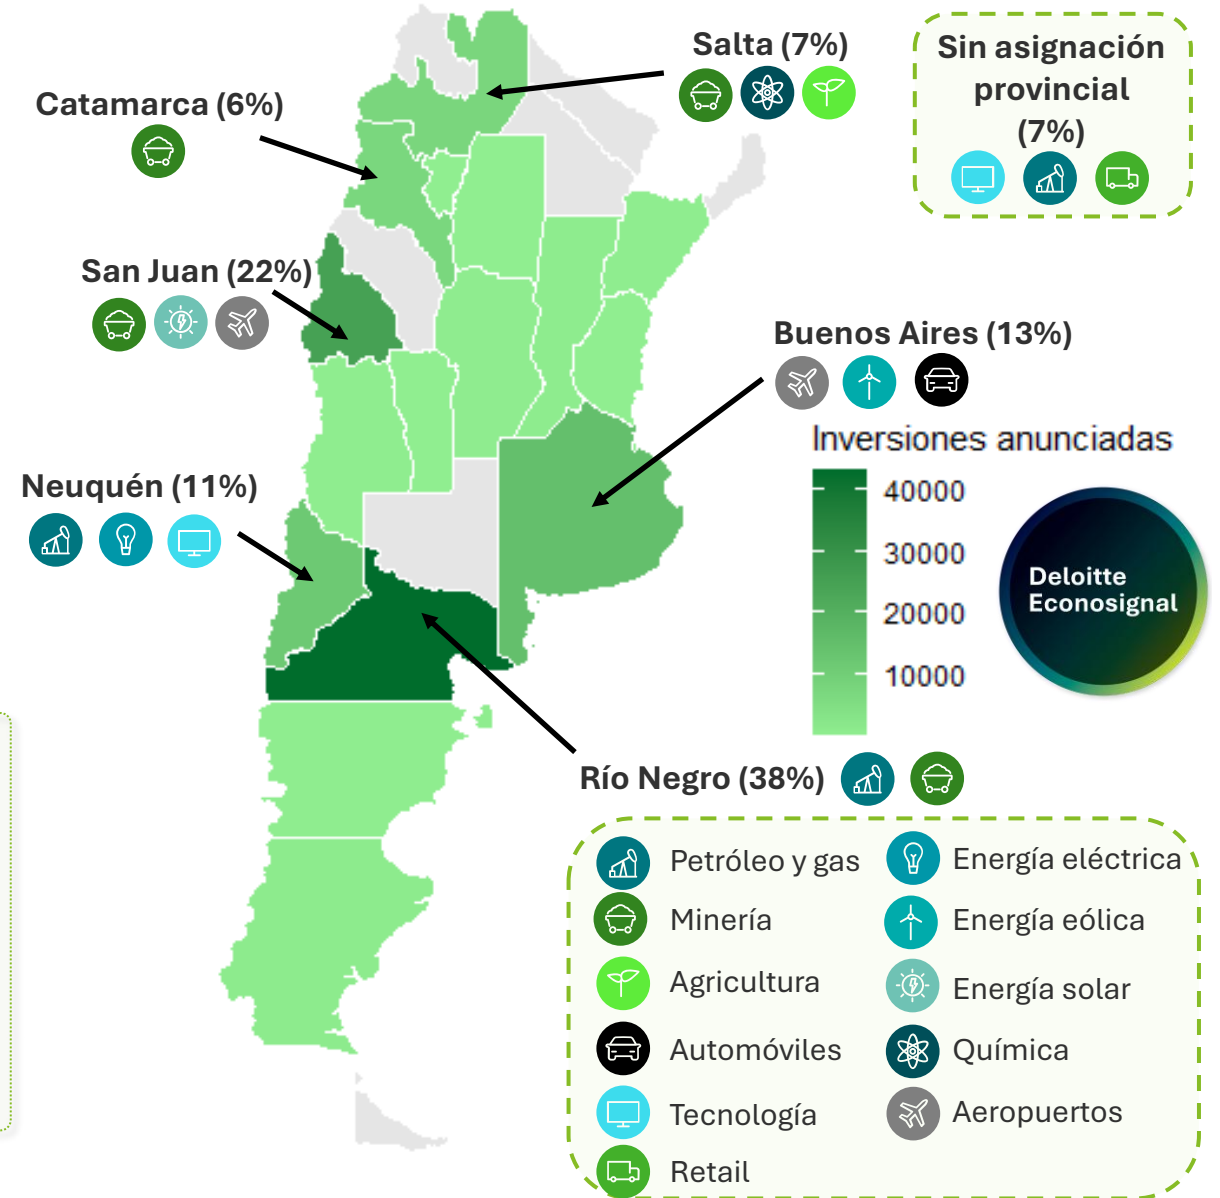 Salta (7%)
Sin asignación
provincial
(7%)
Catamarca (6%)
San Juan (22%)
Buenos Aires (13%)
Inversiones anunciadas
40000
30000
20000
10000
Deloitte
Econosignal
Neuquén (11%)
Río Negro (38%)
Petróleo y gas
Minería
Agricultura
Automóviles
Tecnología
Retail
Energía eléctrica
Energía eólica
Energía solar
Química
Aeropuertos